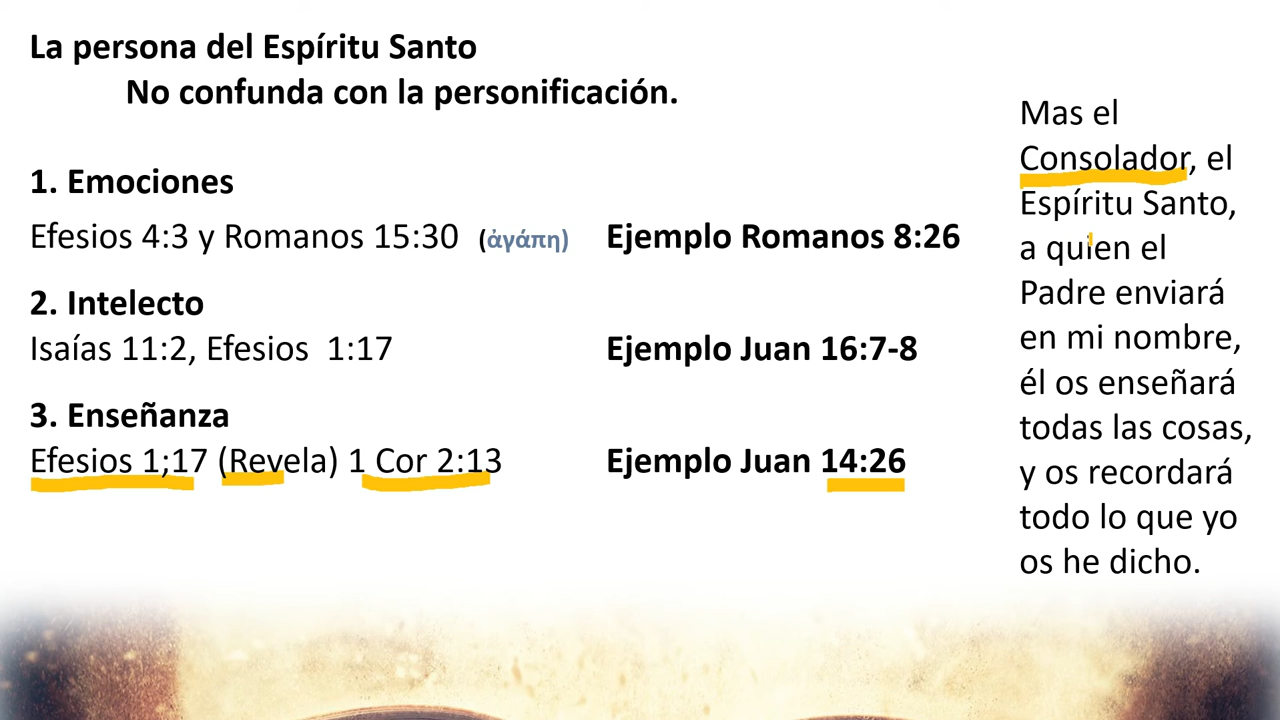 La persona del Espíritu Santo
No confunda con la personificación.
1. Emociones
Efesios 4:3 y Romanos 15:30 (ἀγάπη) Ejemplo Romanos 8:26
2. Intelecto
Isaías 11:2, Efesios 1:17 Ejemplo Juan 16:7-8
3. Enseñanza
Efesios 1;17 (Revela) 1 Cor 2:13 Ejemplo Juan 14:26
Mas el
Consolador, el
Espíritu Santo,
a quien el
Padre enviará
en mi nombre,
él os enseñará
todas las cosas,
y os recordará
todo lo que yo
os he dicho.